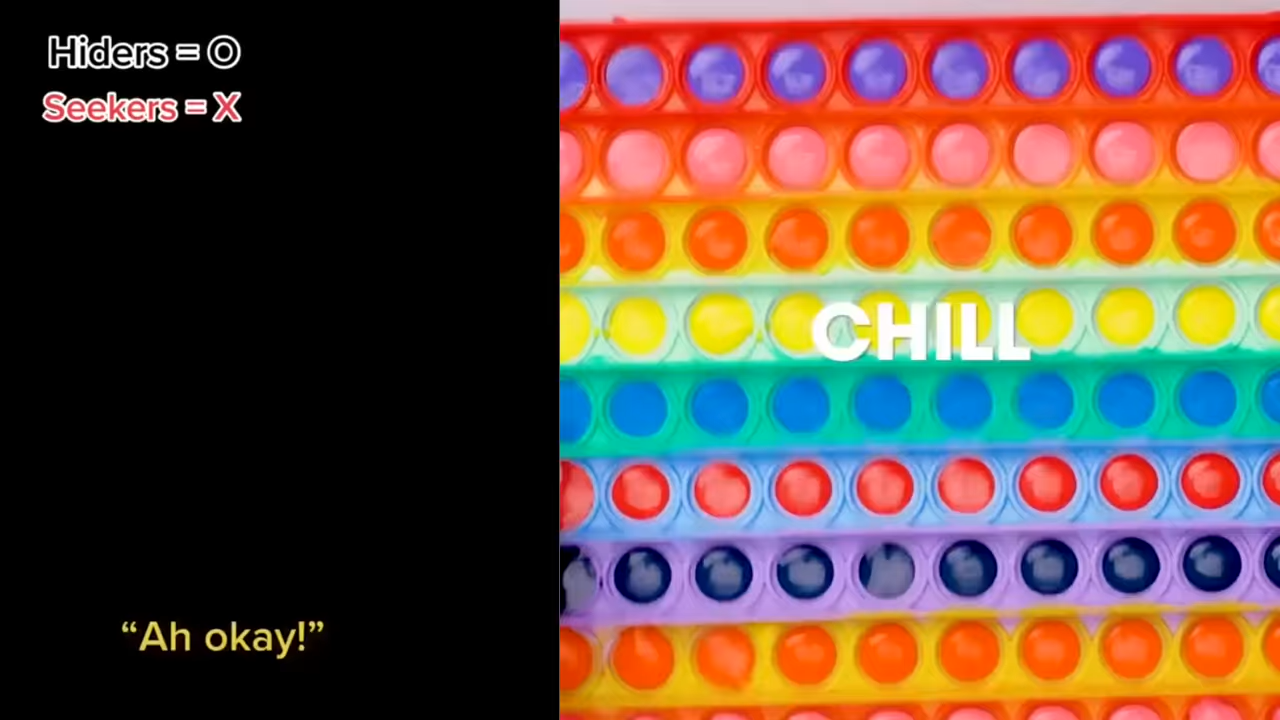 Hiders = O
Seekers = X
“Ah okay!”
CHILL